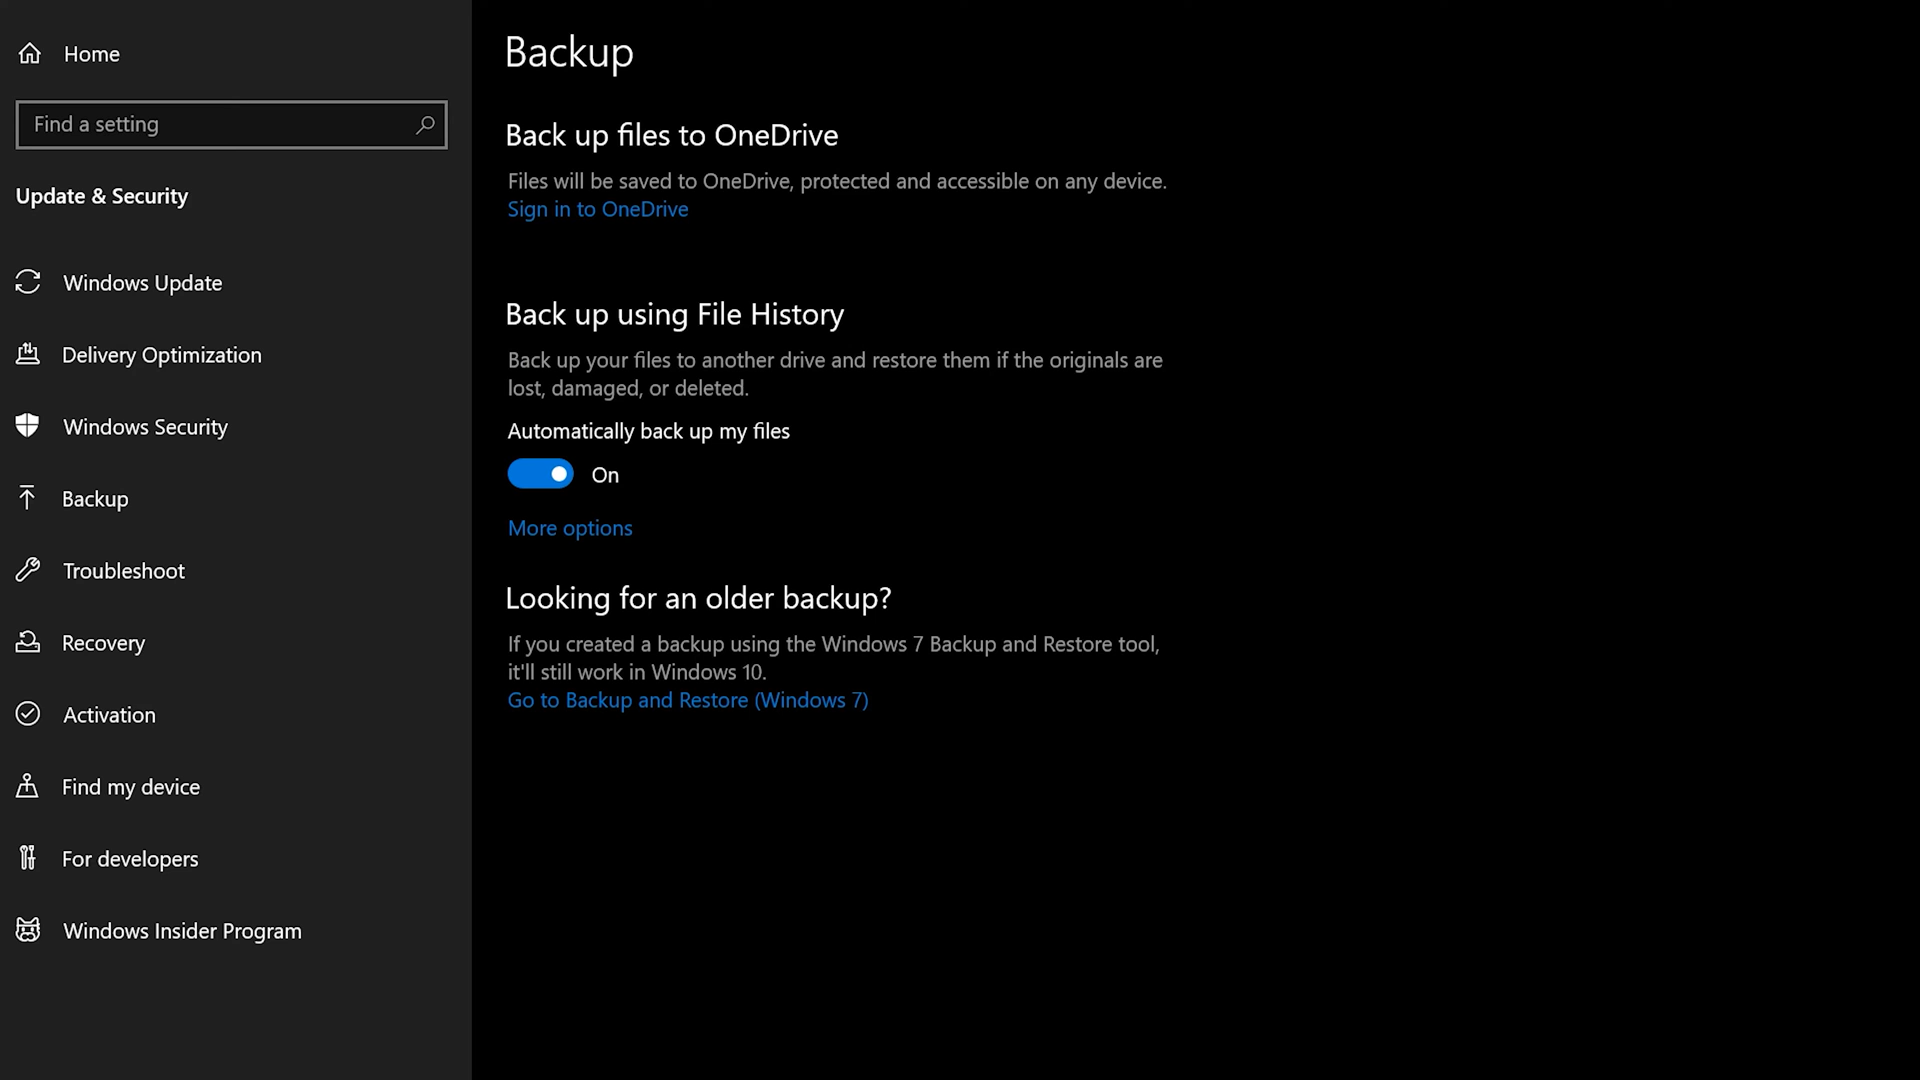 Home
Find a setting
Update & Security
Windows Update
Delivery Optimization
Windows Security
Backup
Troubleshoot
Recovery
Activation
Find my device
For developers
Windows Insider Program
Backup
Back up files to OneDrive
Files will be saved to OneDrive, protected and accessible on any device.
Sign in to OneDrive
Back up using File History
Back up your files to another drive and restore them if the originals are
lost, damaged, or deleted.
Automatically back up my files
On
More options
Looking for an older backup?
If you created a backup using the Windows 7 Backup and Restore tool,
it'll still work in Windows 10.
Go to Backup and Restore (Windows 7)